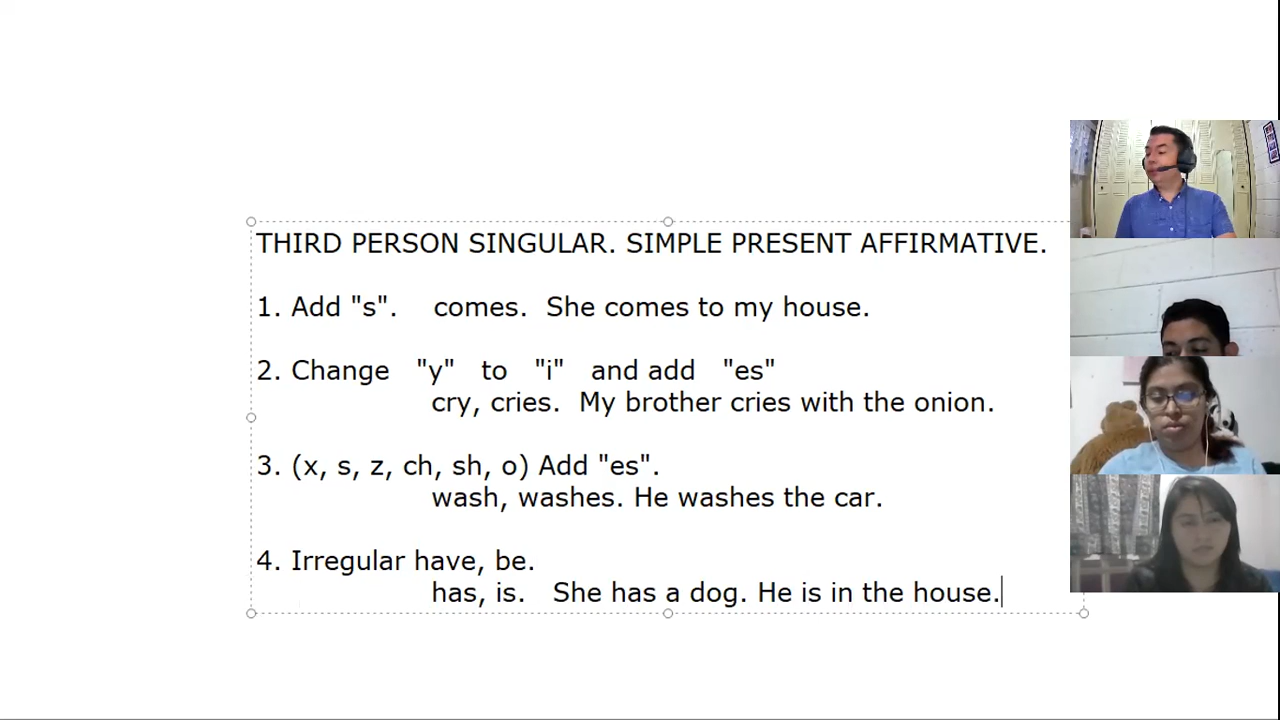 THIRD PERSON SINGULAR. SIMPLE PRESENT AFFIRMATIVE.
1. Add "s". comes. She comes to my house.
2. Change "y" to "i" and add "es"
cry, cries. My brother cries with the onion.
3. (x, s, z, ch, sh, o) Add "es".
wash, washes. He washes the car.
4. Irregular have, be.
has, is. She has a dog. He is in the house.